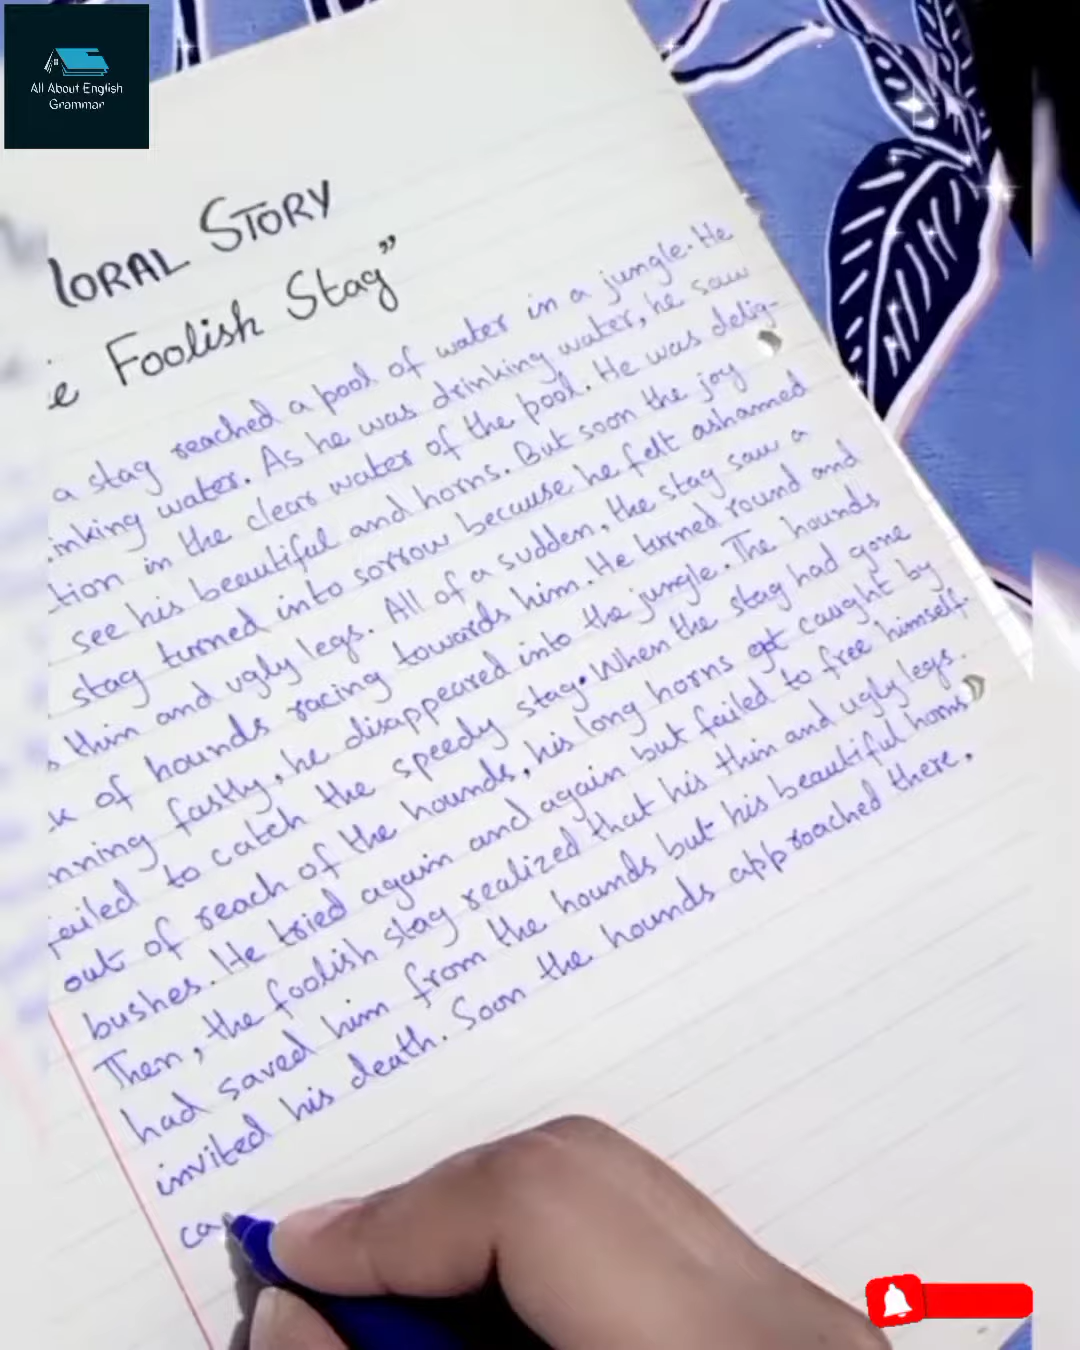 All About English
Grammar
ORAL STORY
e Foolish Stag"
a stag reached a pool of water in a jungle. He
inking water. As he was drinking water, he saw
tion in the clear water of the pool. He was delig-
see his beautiful and horns. But soon the joy
stag turned into sorrow because he felt ashamed
s thin and ugly legs. All of a sudden, the stag saw a
k of hounds racing towards him. He turned round and
nning fastly, he disappeared into the jungle. The hounds
failed to catch the speedy stag. When the stag had gone
out of reach of the hounds, his long horns got caught by
bushes. He tried again and again but failed to free himself.
Then, the foolish stag realized that his thin and ugly legs.
had saved him from the hounds but his beautiful horns
invited his death. Soon the hounds approached there,
ca